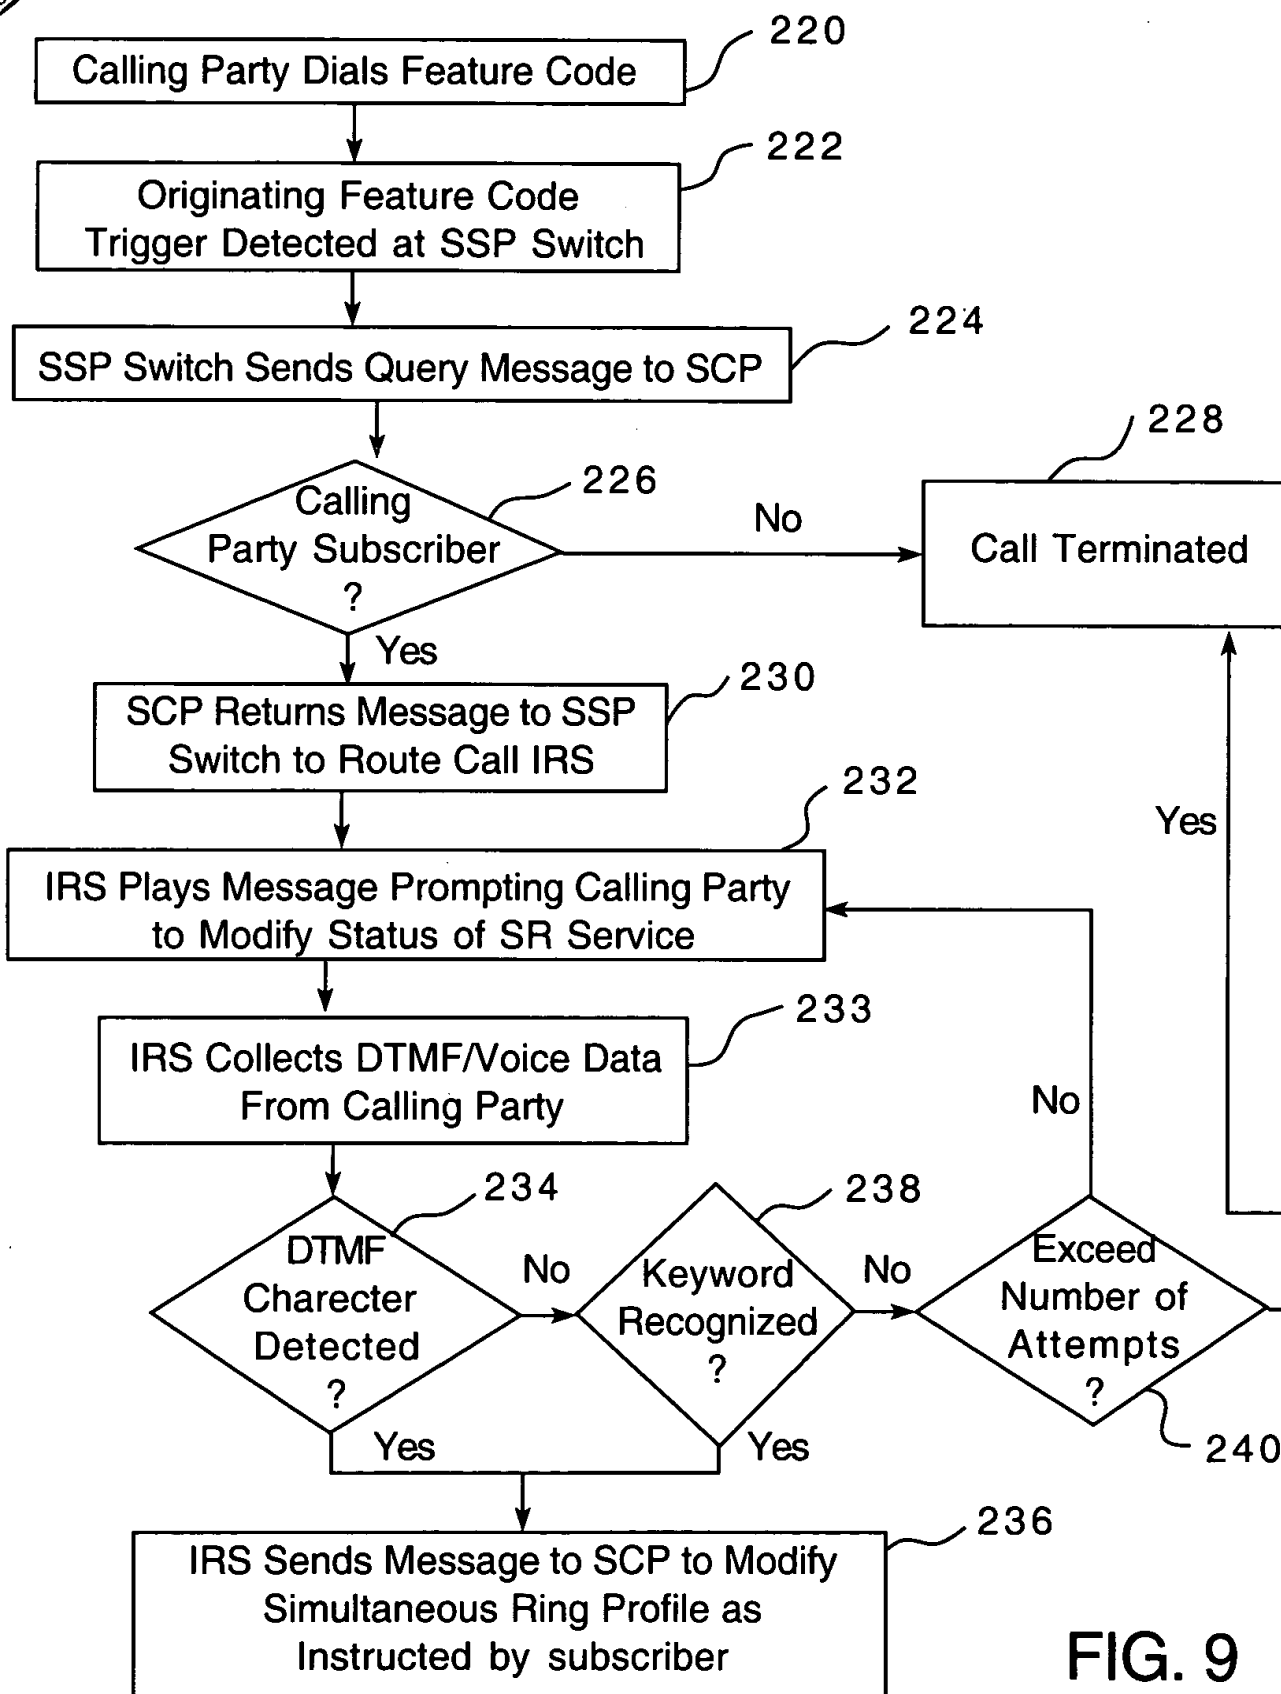 220
Calling Party Dials Feature Code
222
Originating Feature Code
Trigger Detected at SSP Switch
224
SSP Switch Sends Query Message to SCP
226
Calling
Party Subscriber
?
No
228
Call Terminated
Yes
230
SCP Returns Message to SSP
Switch to Route Call IRS
232
IRS Plays Message Prompting Calling Party
to Modify Status of SR Service
Yes
233
IRS Collects DTMF/Voice Data
From Calling Party
No
234
DTMF
Charecter
Detected
?
No
238
Keyword
Recognized
?
No
Exceed
Number of
Attempts
?
240
Yes
Yes
236
IRS Sends Message to SCP to Modify
Simultaneous Ring Profile as
Instructed by subscriber
FIG. 9